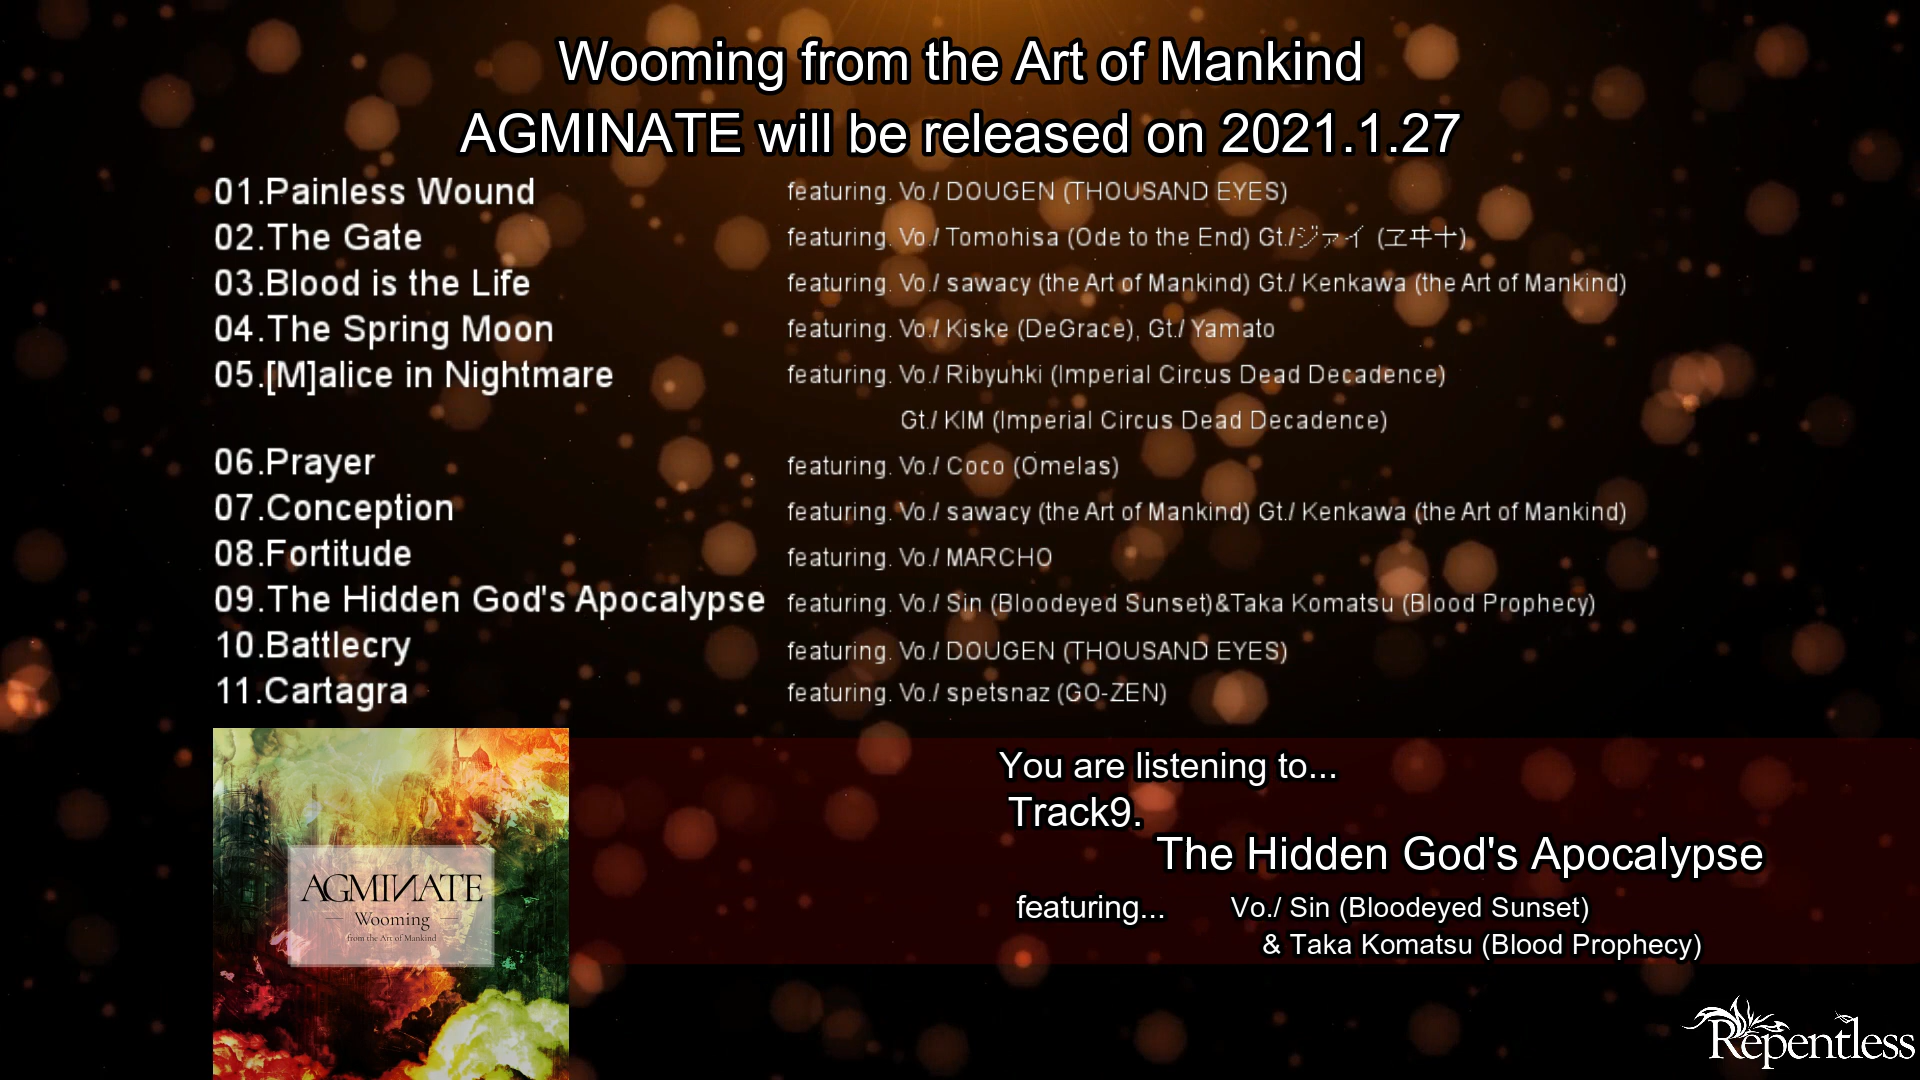 Wooming from the Art of Mankind
AGMINATE will be released on 2021.1.27
01.Painless Wound featuring. Vo./ DOUGEN (THOUSAND EYES)
02.The Gate featuring. Vo./ Tomohisa (Ode to the End) Gt./ジァイ (ヱヰ十)
03.Blood is the Life featuring. Vo./ sawacy (the Art of Mankind) Gt./ Kenkawa (the Art of Mankind)
04.The Spring Moon featuring. Vo./ Kiske (DeGrace), Gt./ Yamato
05.[M]alice in Nightmare featuring. Vo./ Ribyuhki (Imperial Circus Dead Decadence)
Gt./ KIM (Imperial Circus Dead Decadence)
06.Prayer featuring. Vo./ Coco (Omelas)
07.Conception featuring. Vo./ sawacy (the Art of Mankind) Gt./ Kenkawa (the Art of Mankind)
08.Fortitude featuring. Vo./ MARCHO
09.The Hidden God's Apocalypse featuring. Vo./ Sin (Bloodeyed Sunset)&Taka Komatsu (Blood Prophecy)
10.Battlecry featuring. Vo./ DOUGEN (THOUSAND EYES)
11.Cartagra featuring. Vo./ spetsnaz (GO-ZEN)
AGMINATE
Wooming
from the Art of Mankind
You are listening to...
Track9.
The Hidden God's Apocalypse
featuring... Vo./ Sin (Bloodeyed Sunset)
& Taka Komatsu (Blood Prophecy)
Repentless